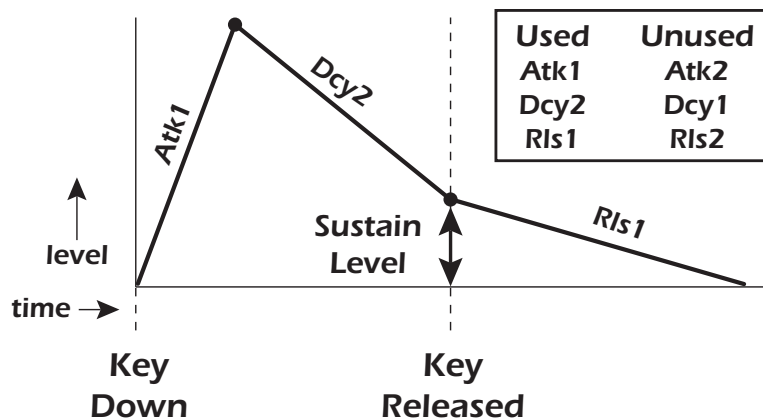 Used Unused
Atk1 Atk2
Dcy2 Dcy1
Rls1 Rls2
Atk1
Dcy2
Rls1
Sustain
Level
level
time
Key
Down
Key
Released